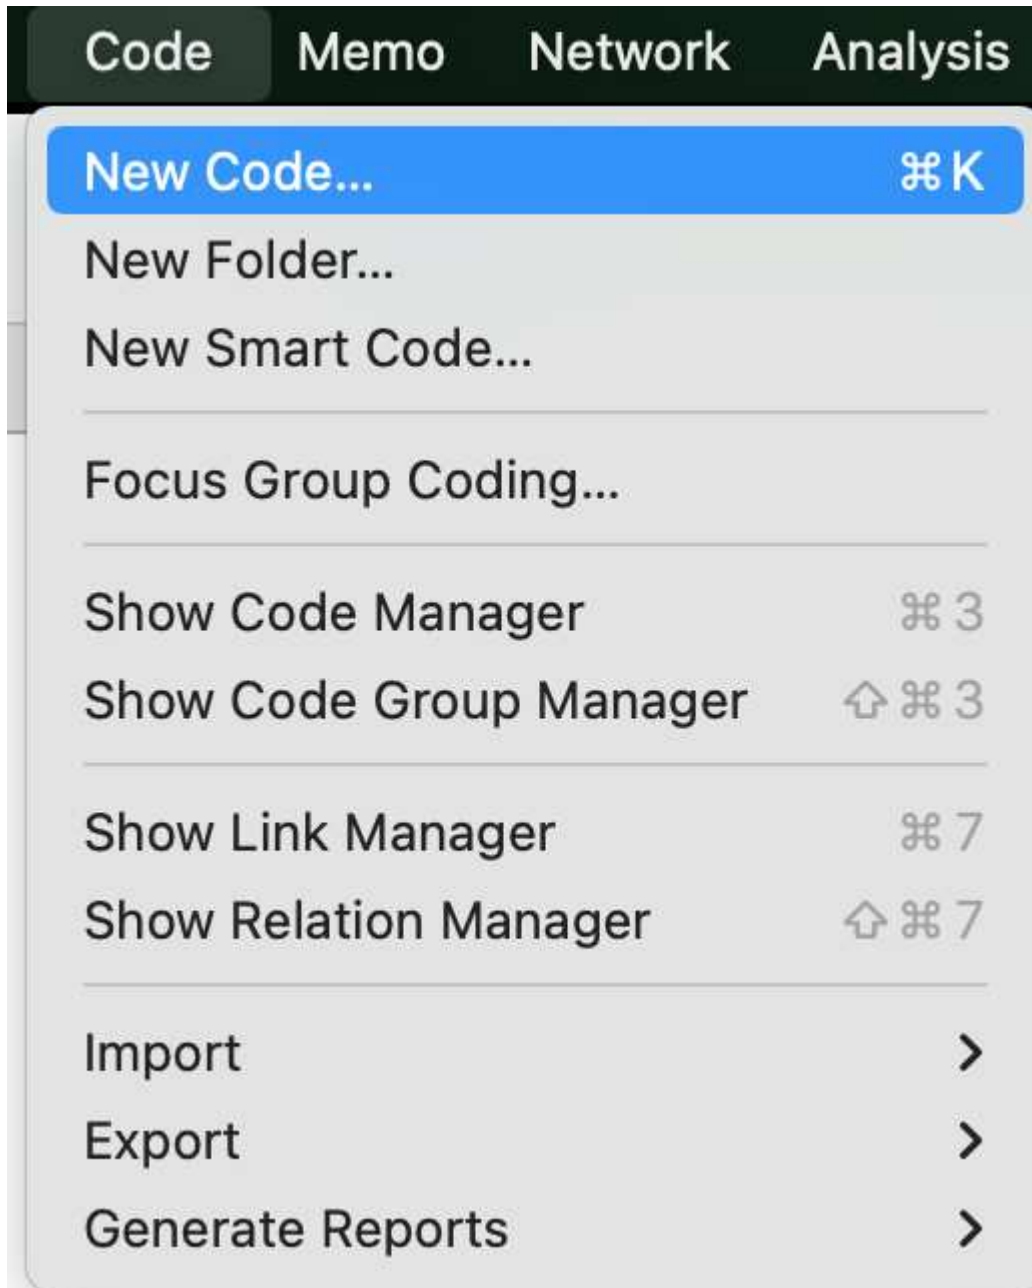 Code Memo Network Analysis
New Code... ⌘K
New Folder...
New Smart Code...
Focus Group Coding...
Show Code Manager ⌘3
Show Code Group Manager ⇧⌘3
Show Link Manager ⌘7
Show Relation Manager ⇧⌘7
Import
Export
Generate Reports